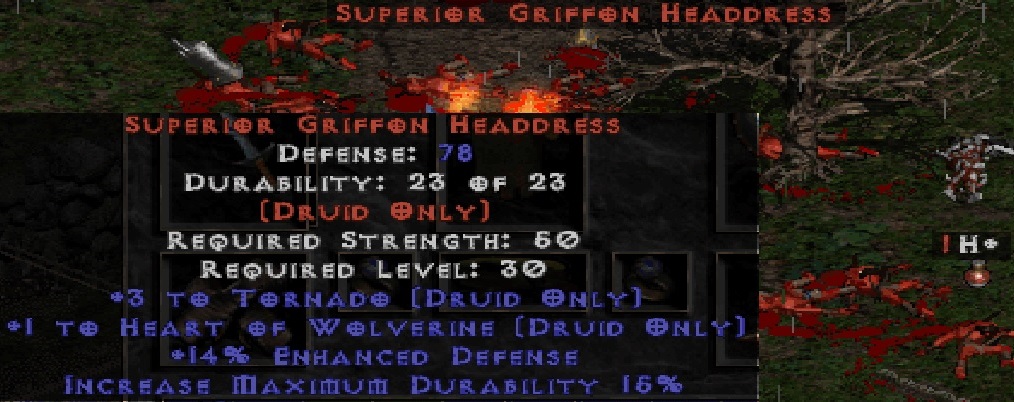 SUPERIOR GRIFFON HEADDRESS
SUPERIOR GRIFFON HEADDRESS
DEFENSE: 78
DURABILITY: 23 OF 23
(DRUID ONLY)
REQUIRED STRENGTH: 50
REQUIRED LEVEL: 30
+3 TO TORNADO (DRUID ONLY)
+1 TO HEART OF WOLVERINE (DRUID ONLY)
+14% ENHANCED DEFENSE
INCREASE MAXIMUM DURABILITY 15%